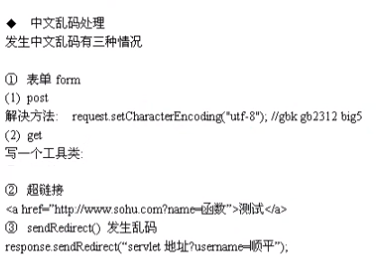 ◆ 中文乱码处理
发生中文乱码有三种情况
① 表单 form
(1) post
解决方法: request.setCharacterEncoding("utf-8"); //gbk gb2312 big5
(2) get
写一个工具类:
② 超链接
<a href="http://www.sohu.com?name=函数">测试</a>
③ sendRedirect() 发生乱码
response.sendRedirect("servlet 地址?username=顺平");